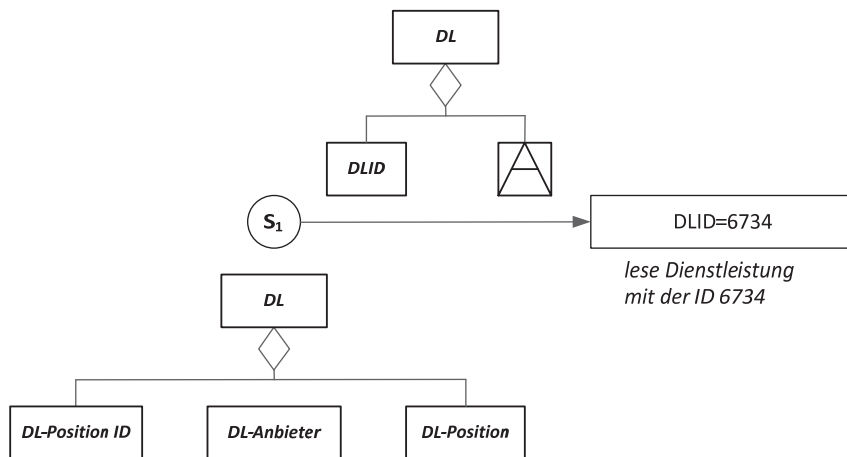 DL
DLID
A
S₁
DLID=6734
lese Dienstleistung
mit der ID 6734
DL
DL-Position ID
DL-Anbieter
DL-Position